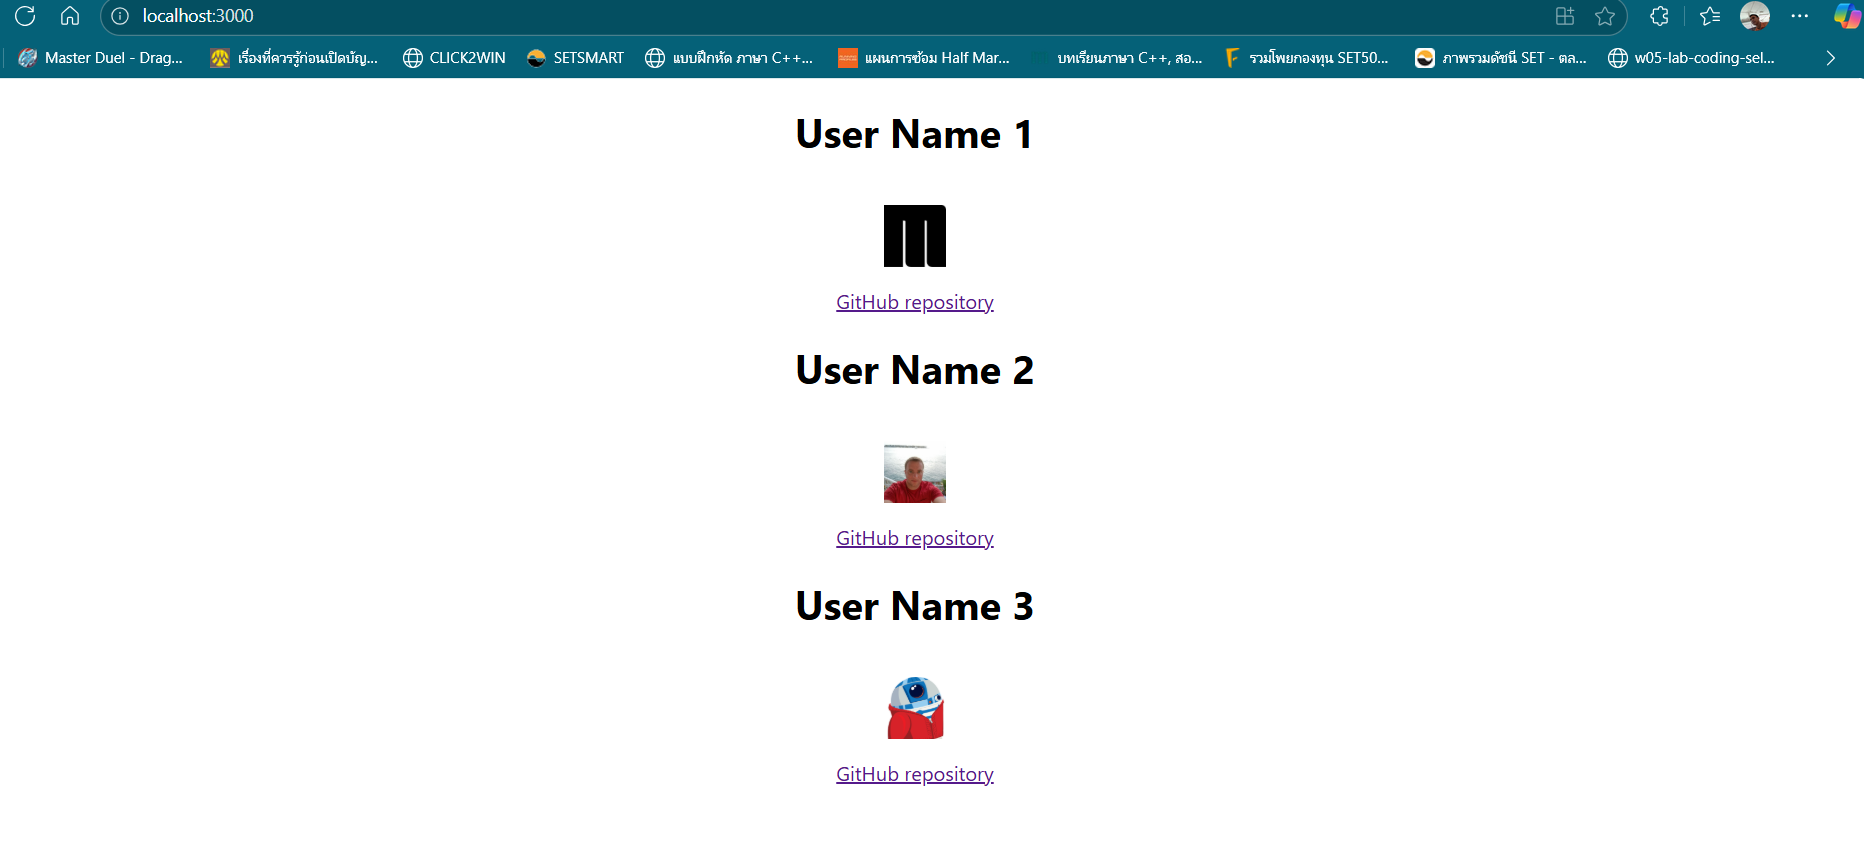 localhost:3000
Master Duel - Drag...
เรื่องที่ควรรู้ก่อนเปิดบัญ...
CLICK2WIN
SETSMART
แบบฝึกหัด ภาษา C++...
แผนการซ้อม Half Mar...
บทเรียนภาษา C++, สอ...
รวมโพยกองทุน SET50...
ภาพรวมดัชนี SET - ตล...
w05-lab-coding-sel...
User Name 1
GitHub repository
User Name 2
GitHub repository
User Name 3
GitHub repository